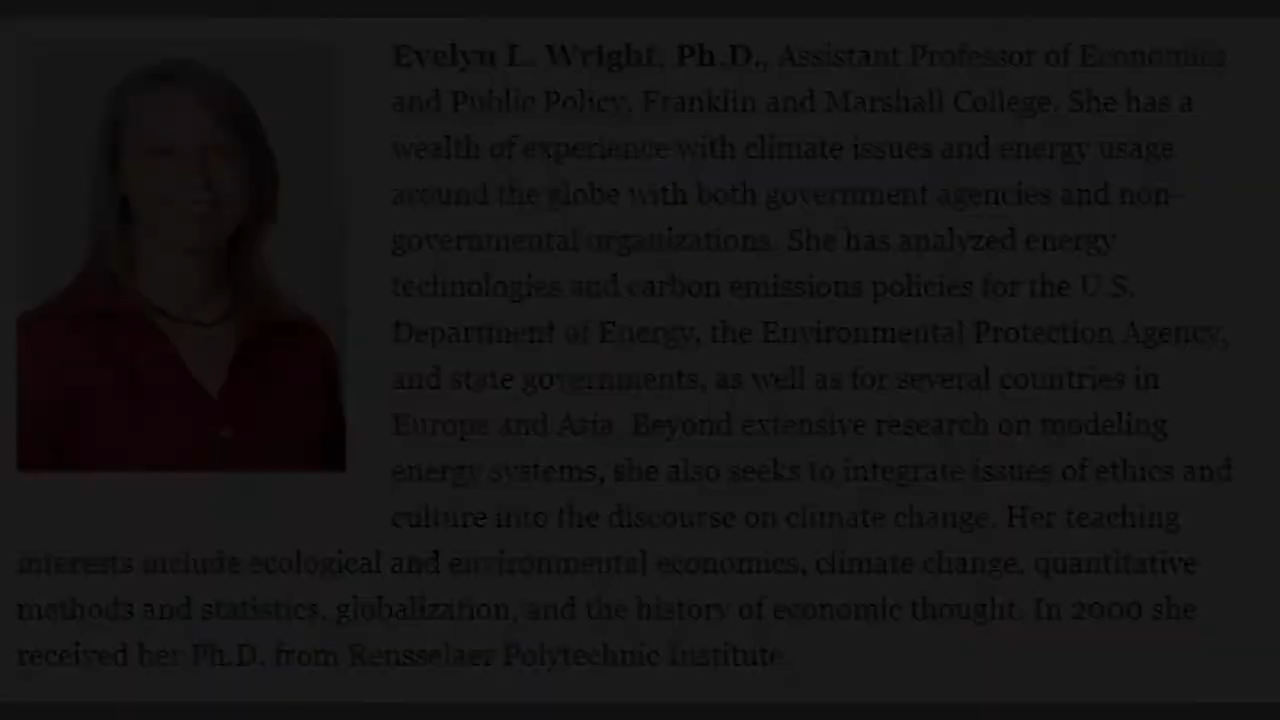 Evelyn L. Wright, Ph.D., Assistant Professor of Economics
and Public Policy, Franklin and Marshall College. She has a
wealth of experience with climate issues and energy usage
around the globe with both government agencies and non-
governmental organizations. She has analyzed energy
technologies and carbon emissions policies for the U.S.
Department of Energy, the Environmental Protection Agency,
and state governments, as well as for several countries in
Europe and Asia. Beyond extensive research on modeling
energy systems, she also seeks to integrate issues of ethics and
culture into the discourse on climate change. Her teaching
interests include ecological and environmental economics, climate change, quantitative
methods and statistics, globalization, and the history of economic thought. In 2000 she
received her Ph.D. from Rensselaer Polytechnic Institute.